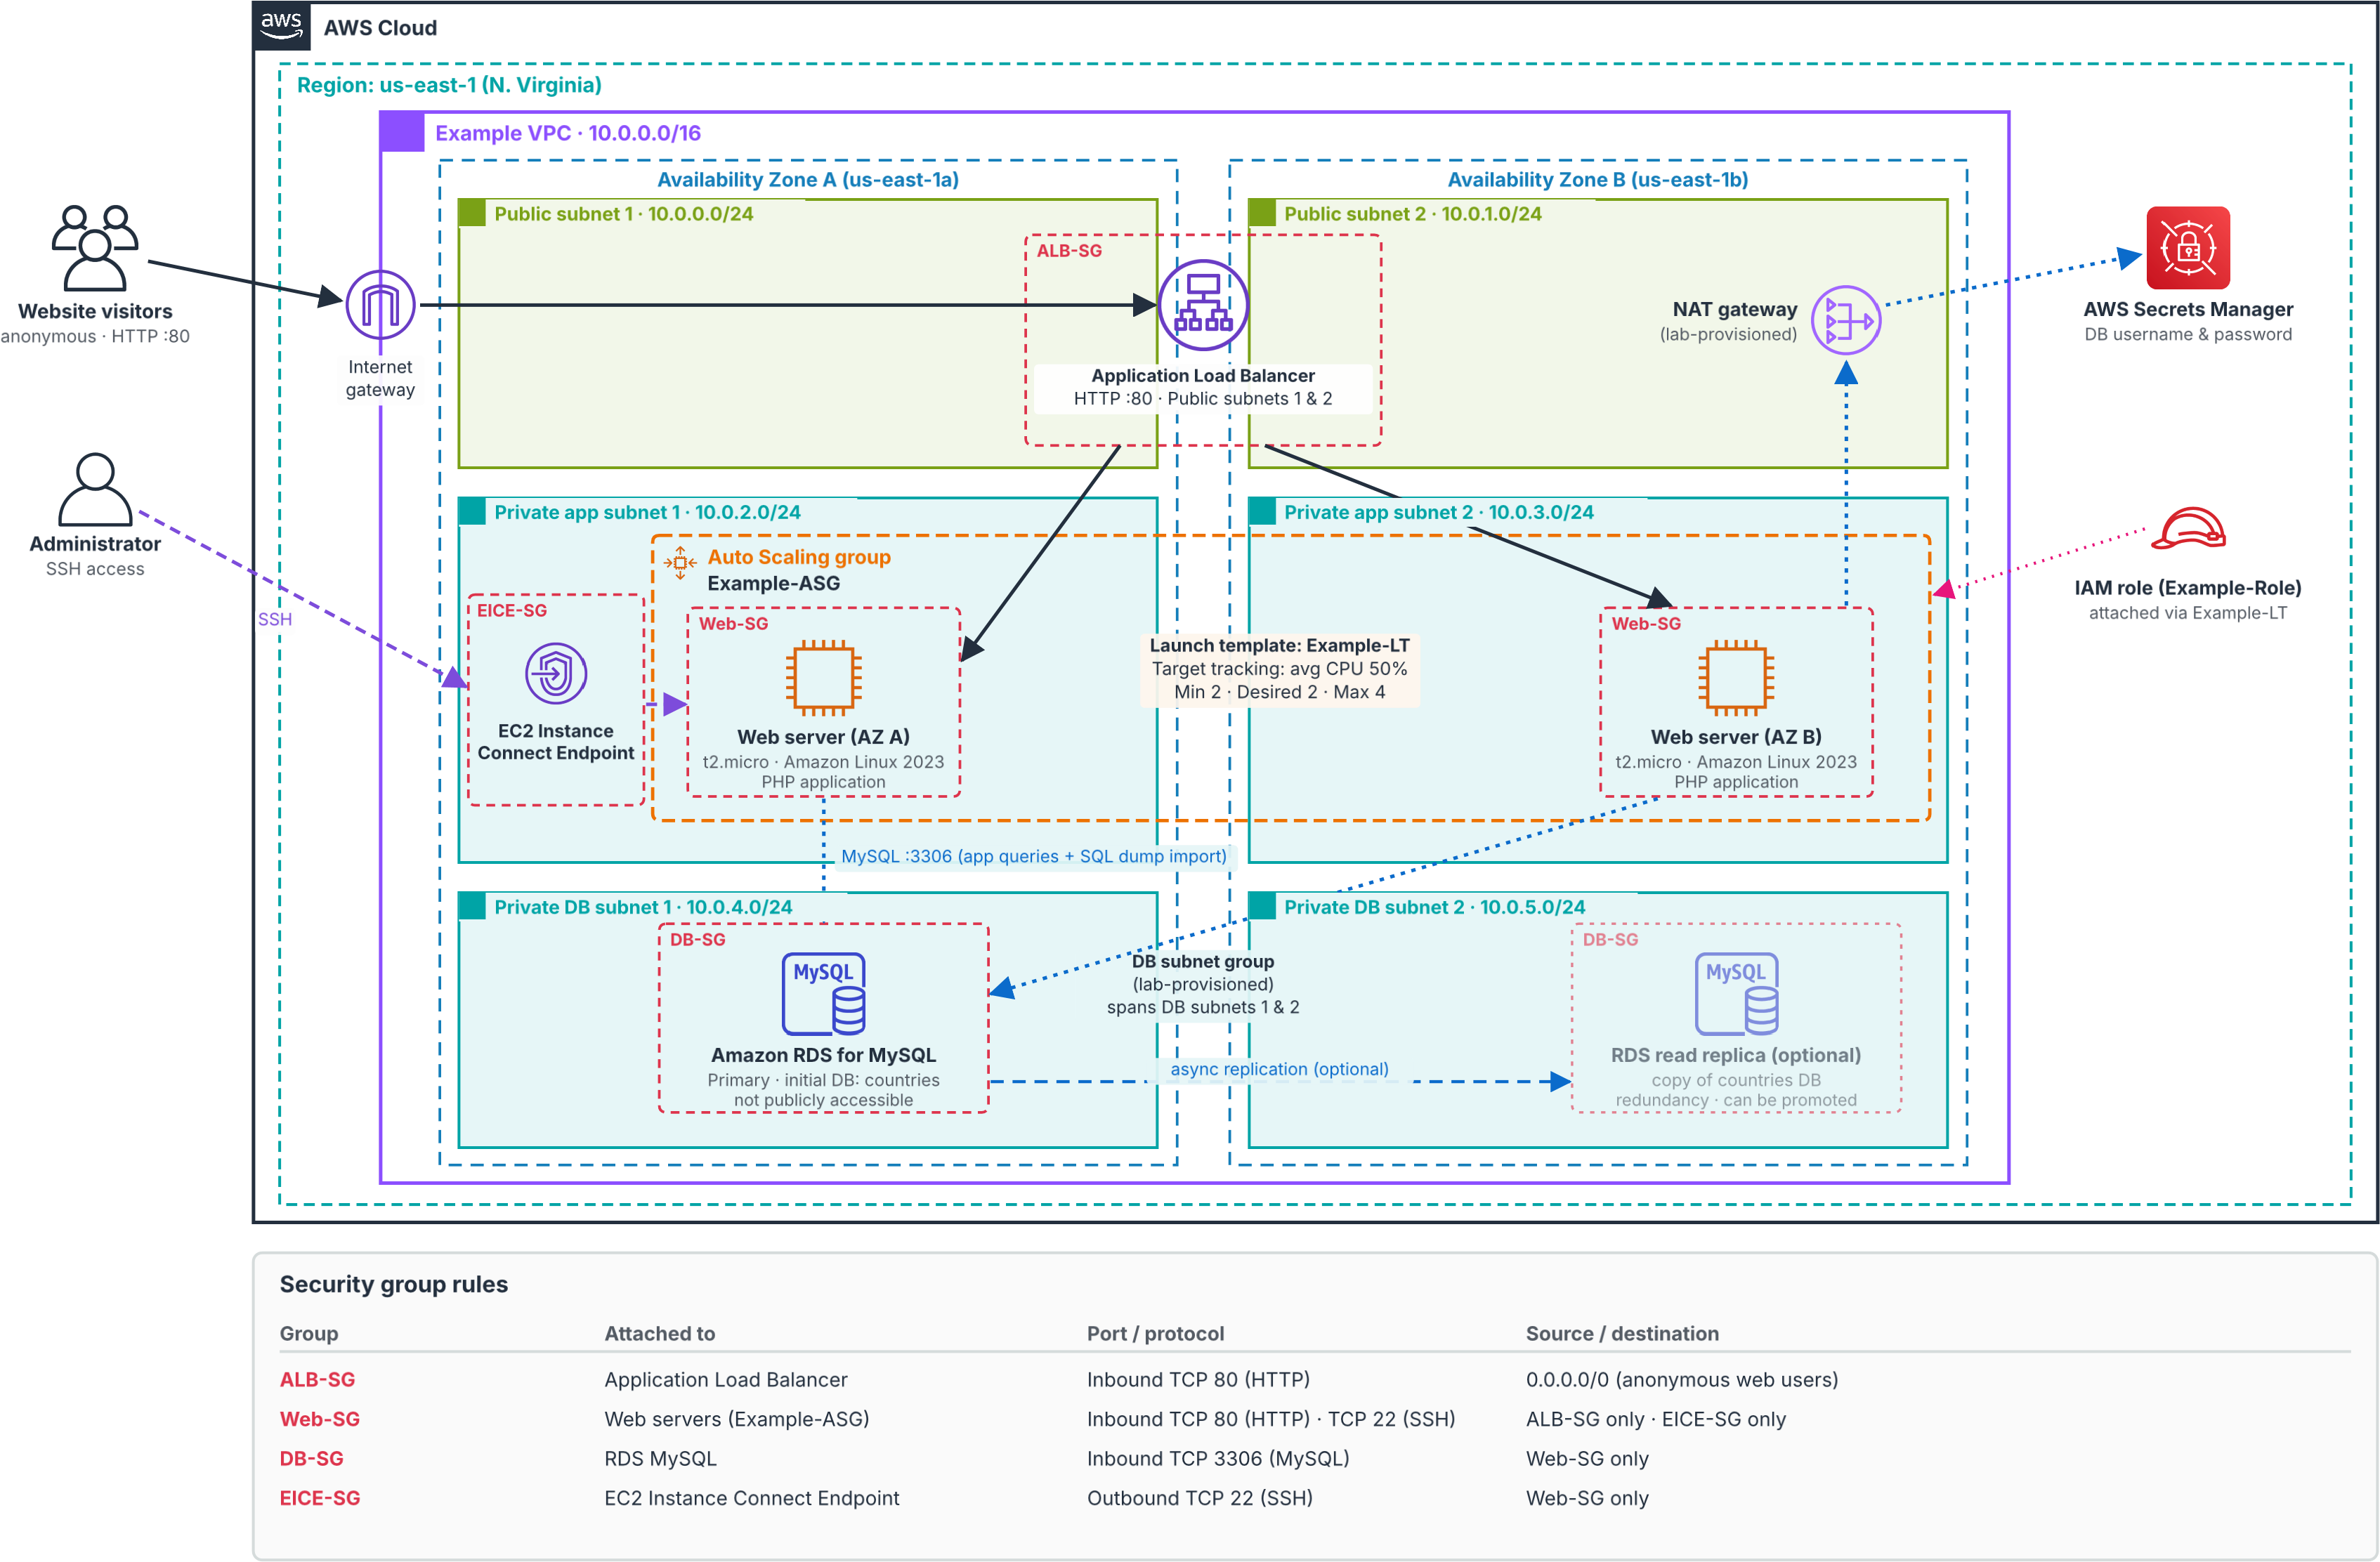 aws
AWS Cloud
Region: us-east-1 (N. Virginia)
Example VPC · 10.0.0.0/16
Availability Zone A (us-east-1a)
Availability Zone B (us-east-1b)
Public subnet 1 · 10.0.0.0/24
Public subnet 2 · 10.0.1.0/24
ALB-SG
Website visitors
anonymous · HTTP :80
Internet
gateway
Application Load Balancer
HTTP :80 · Public subnets 1 & 2
NAT gateway
(lab-provisioned)
AWS Secrets Manager
DB username & password
Private app subnet 1 · 10.0.2.0/24
Private app subnet 2 · 10.0.3.0/24
Administrator
SSH access
SSH
Auto Scaling group
Example-ASG
EICE-SG
EC2 Instance
Connect Endpoint
Web-SG
Web server (AZ A)
t2.micro · Amazon Linux 2023
PHP application
Launch template: Example-LT
Target tracking: avg CPU 50%
Min 2 · Desired 2 · Max 4
Web-SG
Web server (AZ B)
t2.micro · Amazon Linux 2023
PHP application
IAM role (Example-Role)
attached via Example-LT
MySQL :3306 (app queries + SQL dump import)
Private DB subnet 1 · 10.0.4.0/24
Private DB subnet 2 · 10.0.5.0/24
DB-SG
MySQL
Amazon RDS for MySQL
Primary · initial DB: countries
not publicly accessible
DB subnet group
(lab-provisioned)
spans DB subnets 1 & 2
async replication (optional)
DB-SG
MySQL
RDS read replica (optional)
copy of countries DB
redundancy · can be promoted
Security group rules
Group Attached to Port / protocol Source / destination
ALB-SG Application Load Balancer Inbound TCP 80 (HTTP) 0.0.0.0/0 (anonymous web users)
Web-SG Web servers (Example-ASG) Inbound TCP 80 (HTTP) · TCP 22 (SSH) ALB-SG only · EICE-SG only
DB-SG RDS MySQL Inbound TCP 3306 (MySQL) Web-SG only
EICE-SG EC2 Instance Connect Endpoint Outbound TCP 22 (SSH) Web-SG only